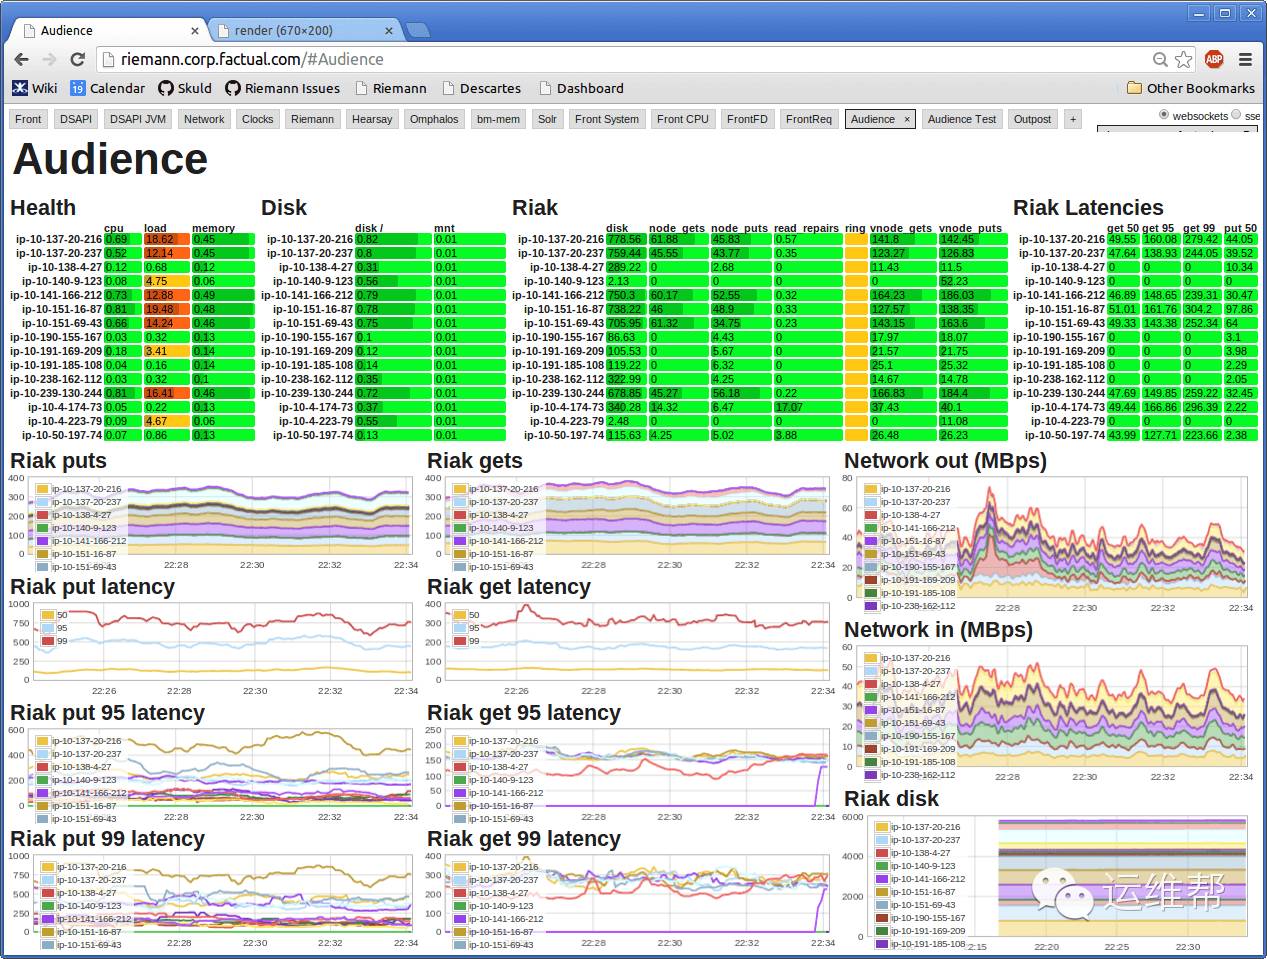 Audience
render (670×200)
riemann.corp.factual.com/#Audience
ABP
Wiki 19 Calendar Skuld Riemann Issues Riemann Descartes Dashboard Other Bookmarks
Front DSAPI DSAPI JVM Network Clocks Riemann Hearsay Omphalos bm-mem Solr Front System Front CPU FrontFD FrontReq Audience × Audience Test Outpost +
websockets sse
Audience
Health
cpu load memory
ip-10-137-20-216 0.69 18.62 0.45
ip-10-137-20-237 0.52 12.14 0.45
ip-10-138-4-27 0.12 0.68 0.12
ip-10-140-9-123 0.08 4.75 0.06
ip-10-141-166-212 0.73 12.88 0.49
ip-10-151-16-87 0.81 19.48 0.48
ip-10-151-69-43 0.66 14.24 0.46
ip-10-190-155-167 0.03 0.32 0.13
ip-10-191-169-209 0.18 3.41 0.14
ip-10-191-185-108 0.04 0.16 0.14
ip-10-238-162-112 0.03 0.32 0.1
ip-10-239-130-244 0.81 16.41 0.46
ip-10-4-174-73 0.05 0.22 0.13
ip-10-4-223-79 0.09 4.67 0.06
ip-10-50-197-74 0.07 0.86 0.13
Disk
disk / mnt
ip-10-137-20-216 0.82 0.01
ip-10-137-20-237 0.8 0.01
ip-10-138-4-27 0.31 0.01
ip-10-140-9-123 0.56 0.01
ip-10-141-166-212 0.79 0.01
ip-10-151-16-87 0.78 0.01
ip-10-151-69-43 0.75 0.01
ip-10-190-155-167 0.1 0.01
ip-10-191-169-209 0.12 0.01
ip-10-191-185-108 0.14 0.01
ip-10-238-162-112 0.35 0.01
ip-10-239-130-244 0.72 0.01
ip-10-4-174-73 0.37 0.01
ip-10-4-223-79 0.55 0.01
ip-10-50-197-74 0.13 0.01
Riak
disk node_gets node_puts read_repairs ring vnode_gets vnode_puts
ip-10-137-20-216 778.56 61.88 45.83 0.57 141.8 142.45
ip-10-137-20-237 759.44 45.55 43.77 0.35 123.27 126.83
ip-10-138-4-27 289.22 0 2.68 11.43 11.5
ip-10-140-9-123 2.13 0 0 52.23
ip-10-141-166-212 750.3 60.17 52.55 0.32 164.23 186.03
ip-10-151-16-87 738.22 46 48.9 0.33 127.57 138.35
ip-10-151-69-43 705.95 61.32 34.75 0.23 143.15 163.6
ip-10-190-155-167 86.63 0 4.43 17.97 18.07
ip-10-191-169-209 105.53 0 5.67 21.57 21.75
ip-10-191-185-108 119.22 0 6.32 25.1 25.32
ip-10-238-162-112 322.99 0 4.25 14.67 14.78
ip-10-239-130-244 678.85 45.27 56.18 0.22 166.83 184.4
ip-10-4-174-73 340.28 14.32 6.47 17.07 37.43 40.1
ip-10-4-223-79 2.48 0 0 11.08
ip-10-50-197-74 115.63 4.25 5.02 3.88 26.48 26.23
Riak Latencies
get 50 get 95 get 99 put 50
ip-10-137-20-216 49.55 160.08 279.42 44.05
ip-10-137-20-237 47.64 138.93 244.05 39.52
ip-10-138-4-27 0 0 0 10.34
ip-10-140-9-123 0 0 0 0
ip-10-141-166-212 46.89 148.65 239.31 30.47
ip-10-151-16-87 51.01 161.76 304.2 97.86
ip-10-151-69-43 49.33 143.38 252.34 64
ip-10-190-155-167 0 0 0 3.1
ip-10-191-169-209 0 0 0 3.98
ip-10-191-185-108 0 0 0 2.29
ip-10-238-162-112 0 0 0 2.05
ip-10-239-130-244 47.69 149.85 259.22 32.45
ip-10-4-174-73 49.44 166.86 296.39 2.22
ip-10-4-223-79 0 0 0 0
ip-10-50-197-74 43.99 127.71 223.66 2.38
Riak puts
400
300
200
100
0
ip-10-137-20-216
ip-10-137-20-237
ip-10-138-4-27
ip-10-140-9-123
ip-10-141-166-212
ip-10-151-16-87
ip-10-151-69-43
22:28 22:30 22:32 22:34
Riak gets
400
300
200
100
0
ip-10-137-20-216
ip-10-137-20-237
ip-10-138-4-27
ip-10-140-9-123
ip-10-141-166-212
ip-10-151-16-87
ip-10-151-69-43
22:28 22:30 22:32 22:34
Network out (MBps)
80
60
40
20
0
ip-10-137-20-216
ip-10-137-20-237
ip-10-138-4-27
ip-10-141-166-212
ip-10-151-16-87
ip-10-151-69-43
ip-10-190-155-167
ip-10-191-169-209
ip-10-191-185-108
ip-10-238-162-112
22:28 22:30 22:32 22:34
Riak put latency
1000
750
500
250
0
50
95
99
22:26 22:28 22:30 22:32 22:34
Riak get latency
400
300
200
100
0
50
95
99
22:26 22:28 22:30 22:32 22:34
Network in (MBps)
60
50
40
30
20
10
0
ip-10-137-20-216
ip-10-137-20-237
ip-10-138-4-27
ip-10-141-166-212
ip-10-151-16-87
ip-10-151-69-43
ip-10-190-155-167
ip-10-191-169-209
ip-10-191-185-108
ip-10-238-162-112
22:28 22:30 22:32 22:34
Riak put 95 latency
600
400
200
0
ip-10-137-20-216
ip-10-137-20-237
ip-10-138-4-27
ip-10-140-9-123
ip-10-141-166-212
ip-10-151-16-87
ip-10-151-69-43
22:28 22:30 22:32 22:34
Riak get 95 latency
250
200
150
100
50
0
ip-10-137-20-216
ip-10-137-20-237
ip-10-138-4-27
ip-10-140-9-123
ip-10-141-166-212
ip-10-151-16-87
ip-10-151-69-43
22:28 22:30 22:32 22:34
Riak disk
6000
4000
2000
0
ip-10-137-20-216
ip-10-137-20-237
ip-10-138-4-27
ip-10-140-9-123
ip-10-141-166-212
ip-10-151-16-87
ip-10-151-69-43
ip-10-190-155-167
ip-10-191-169-209
ip-10-191-185-108
2:15 22:20 22:25 22:30
运维帮
Riak put 99 latency
1000
750
500
250
0
ip-10-137-20-216
ip-10-137-20-237
ip-10-138-4-27
ip-10-140-9-123
ip-10-141-166-212
ip-10-151-16-87
ip-10-151-69-43
22:28 22:30 22:32 22:34
Riak get 99 latency
400
300
200
100
0
ip-10-137-20-216
ip-10-137-20-237
ip-10-138-4-27
ip-10-140-9-123
ip-10-141-166-212
ip-10-151-16-87
ip-10-151-69-43
22:28 22:30 22:32 22:34